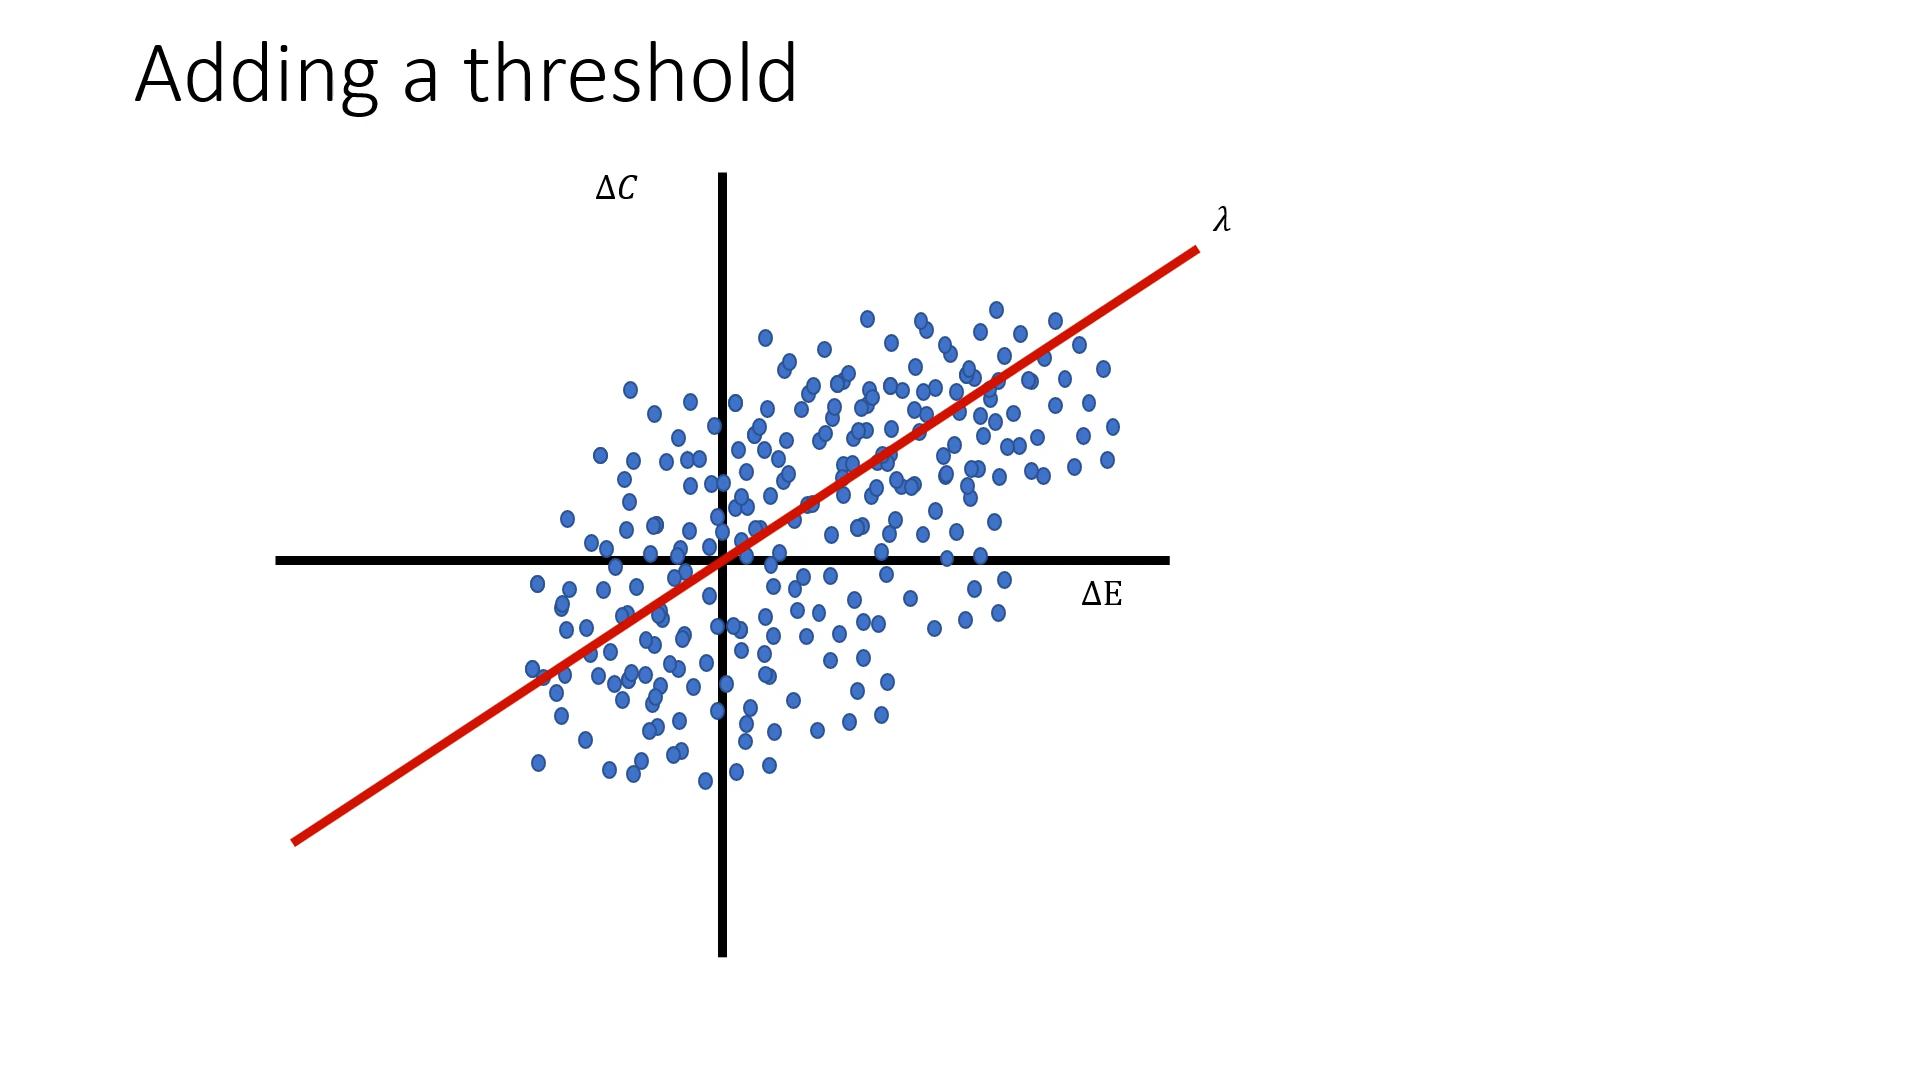 Adding a threshold
Δ𝐶
𝜆
ΔE